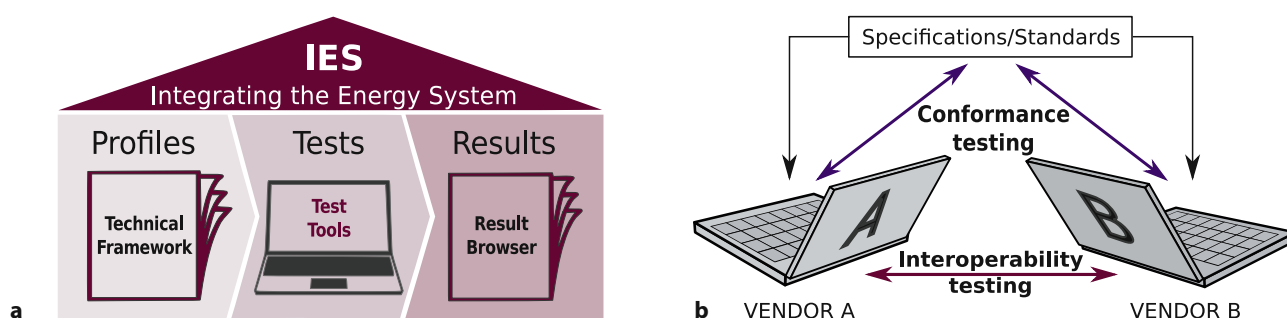 IES
Integrating the Energy System
Profiles
Tests
Results
Technical
Framework
Test
Tools
Result
Browser
a
Specifications/Standards
Conformance
testing
A
B
Interoperability
testing
b
VENDOR A
VENDOR B